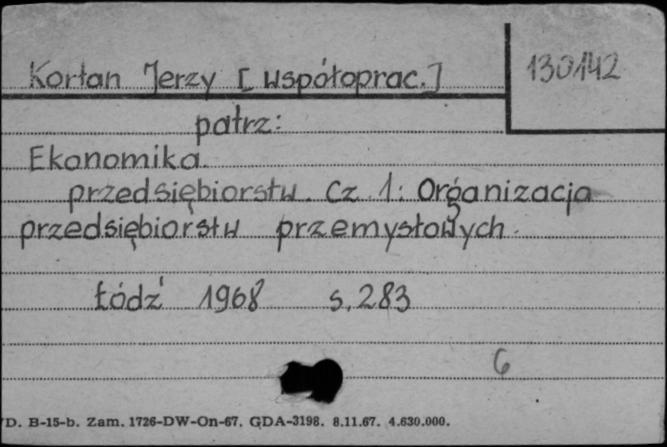 Kortan Jerzy [współoprac.]
130142
patrz:
Ekonomika
przedsiębiorstw. Cz 1: Organizacja
przedsiębiorstw przemysłowych.
Łódź 1968 s. 283
6
D. B-15-b. Zam. 1726-DW-On-67. GDA-3198. 8.11.67. 4.630.000.